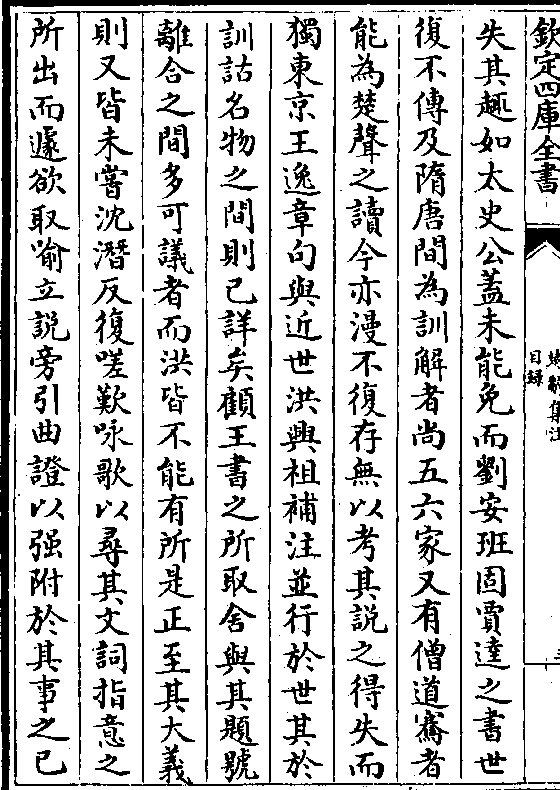 欽定四庫全書
楚辭集注
目録
失其趣如太史公蓋未能免而劉安班固賈逵之書世
復不傳及隋唐間為訓解者尚五六家又有僧道騫者
能為楚聲之讀今亦漫不復存無以考其說之得失而
獨東京王逸章句與近世洪興祖補注並行於世其於
訓詁名物之間則已詳矣顧王書之所取舍與其題號
離合之間多可議者而洪皆不能有所是正至其大義
則又皆未嘗沈潛反復嗟歎咏歌以尋其文詞指意之
所出而遽欲取喻立說旁引曲證以强附於其事之已